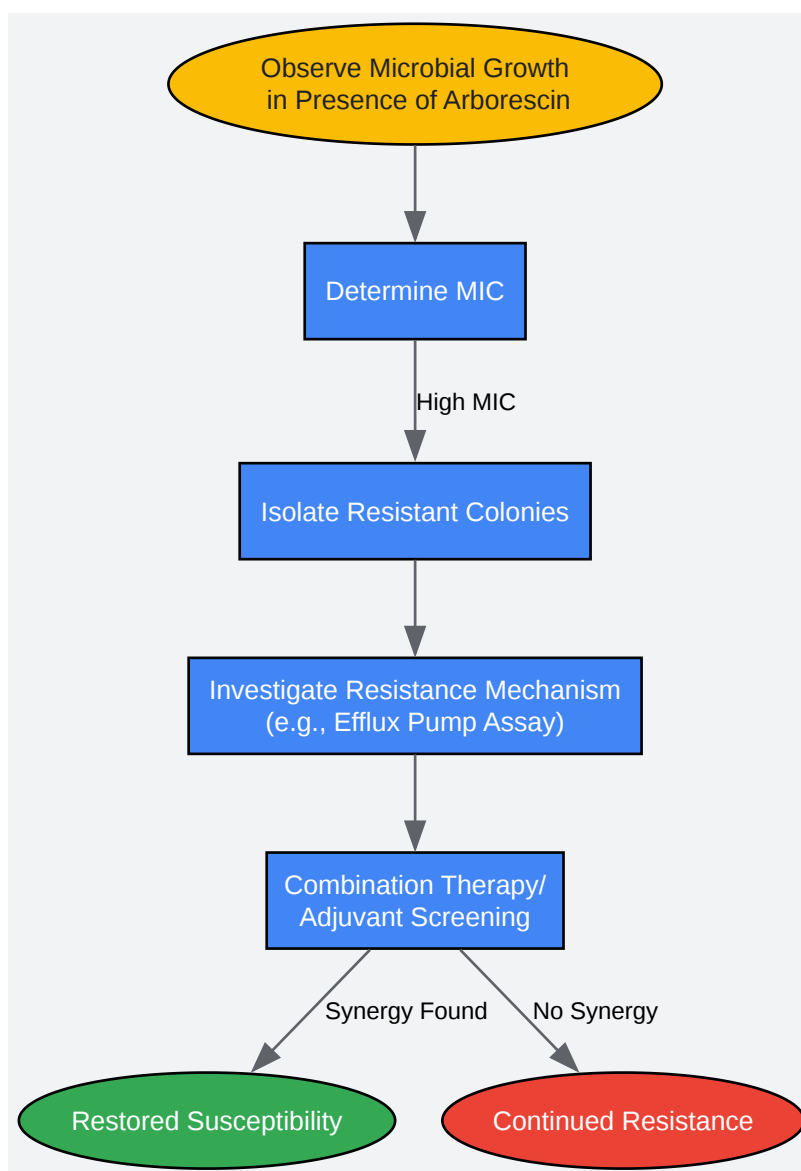 Observe Microbial Growth
in Presence of Arborescin
Determine MIC
High MIC
Isolate Resistant Colonies
Investigate Resistance Mechanism
(e.g., Efflux Pump Assay)
Combination Therapy/
Adjuvant Screening
Synergy Found
No Synergy
Restored Susceptibility
Continued Resistance